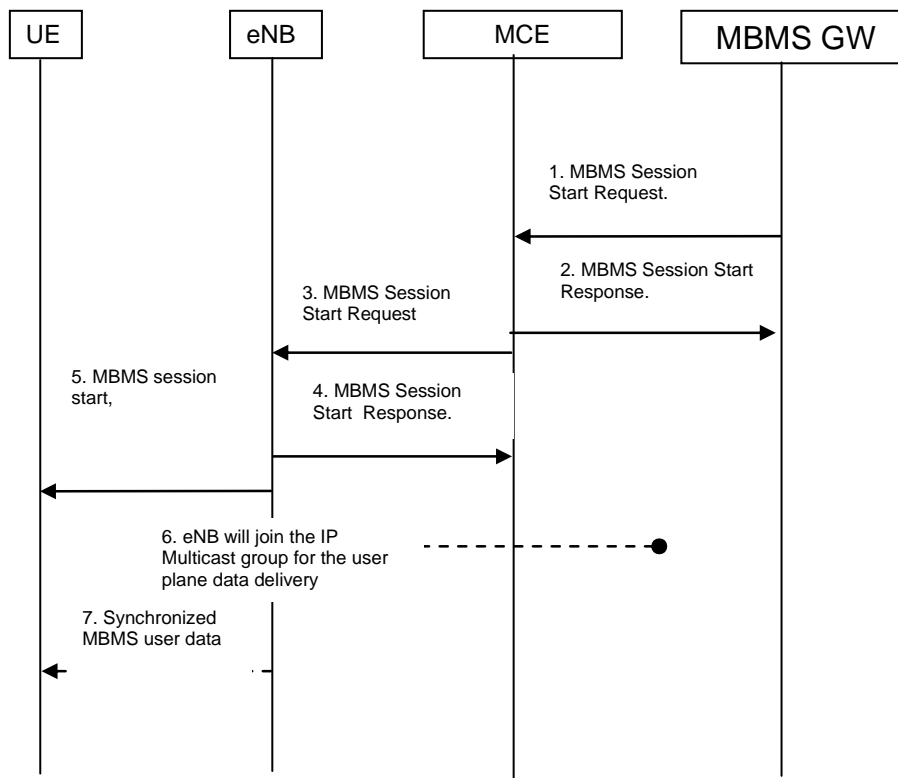 UE
eNB
MCE
MBMS GW
1. MBMS Session
Start Request.
2. MBMS Session Start
Response.
3. MBMS Session
Start Request
4. MBMS Session
Start Response.
5. MBMS session
start,
6. eNB will join the IP
Multicast group for the user
plane data delivery
7. Synchronized
MBMS user data